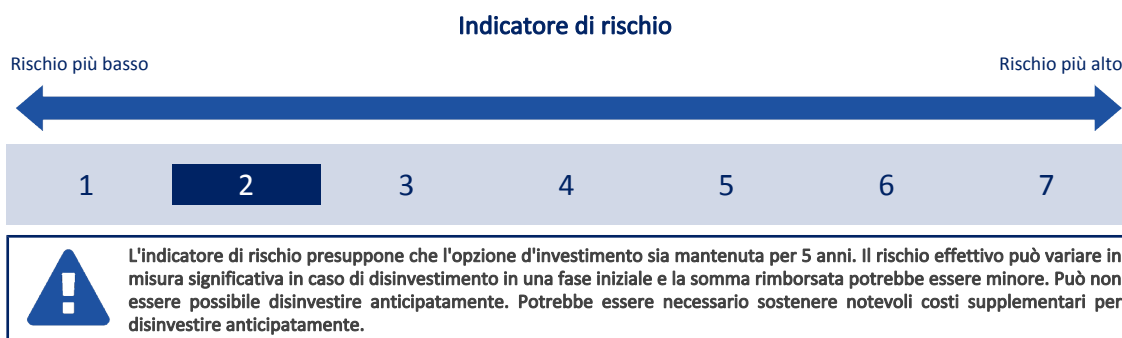 Indicatore di rischio
Rischio più basso
Rischio più alto
1 2 3 4 5 6 7
L'indicatore di rischio presuppone che l'opzione d'investimento sia mantenuta per 5 anni. Il rischio effettivo può variare in
misura significativa in caso di disinvestimento in una fase iniziale e la somma rimborsata potrebbe essere minore. Può non
essere possibile disinvestire anticipatamente. Potrebbe essere necessario sostenere notevoli costi supplementari per
disinvestire anticipatamente.